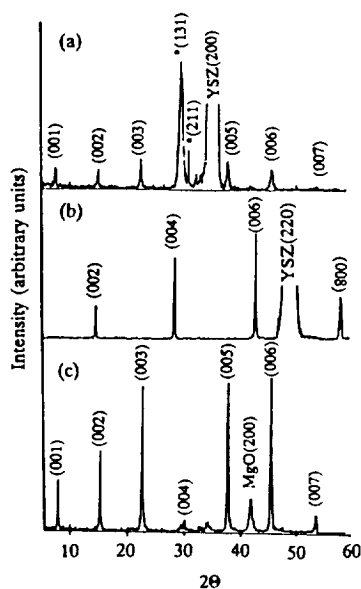 (a)
(001)
(002)
(003)
*(131)
*(211)
YSZ(200)
(005)
(006)
(007)
(b)
(002)
(004)
(006)
YSZ(220)
(800)
(c)
(001)
(002)
(003)
(004)
(005)
MgO(200)
(006)
(007)
Intensity (arbitrary units)
10 20 30 40 50 60
2Θ